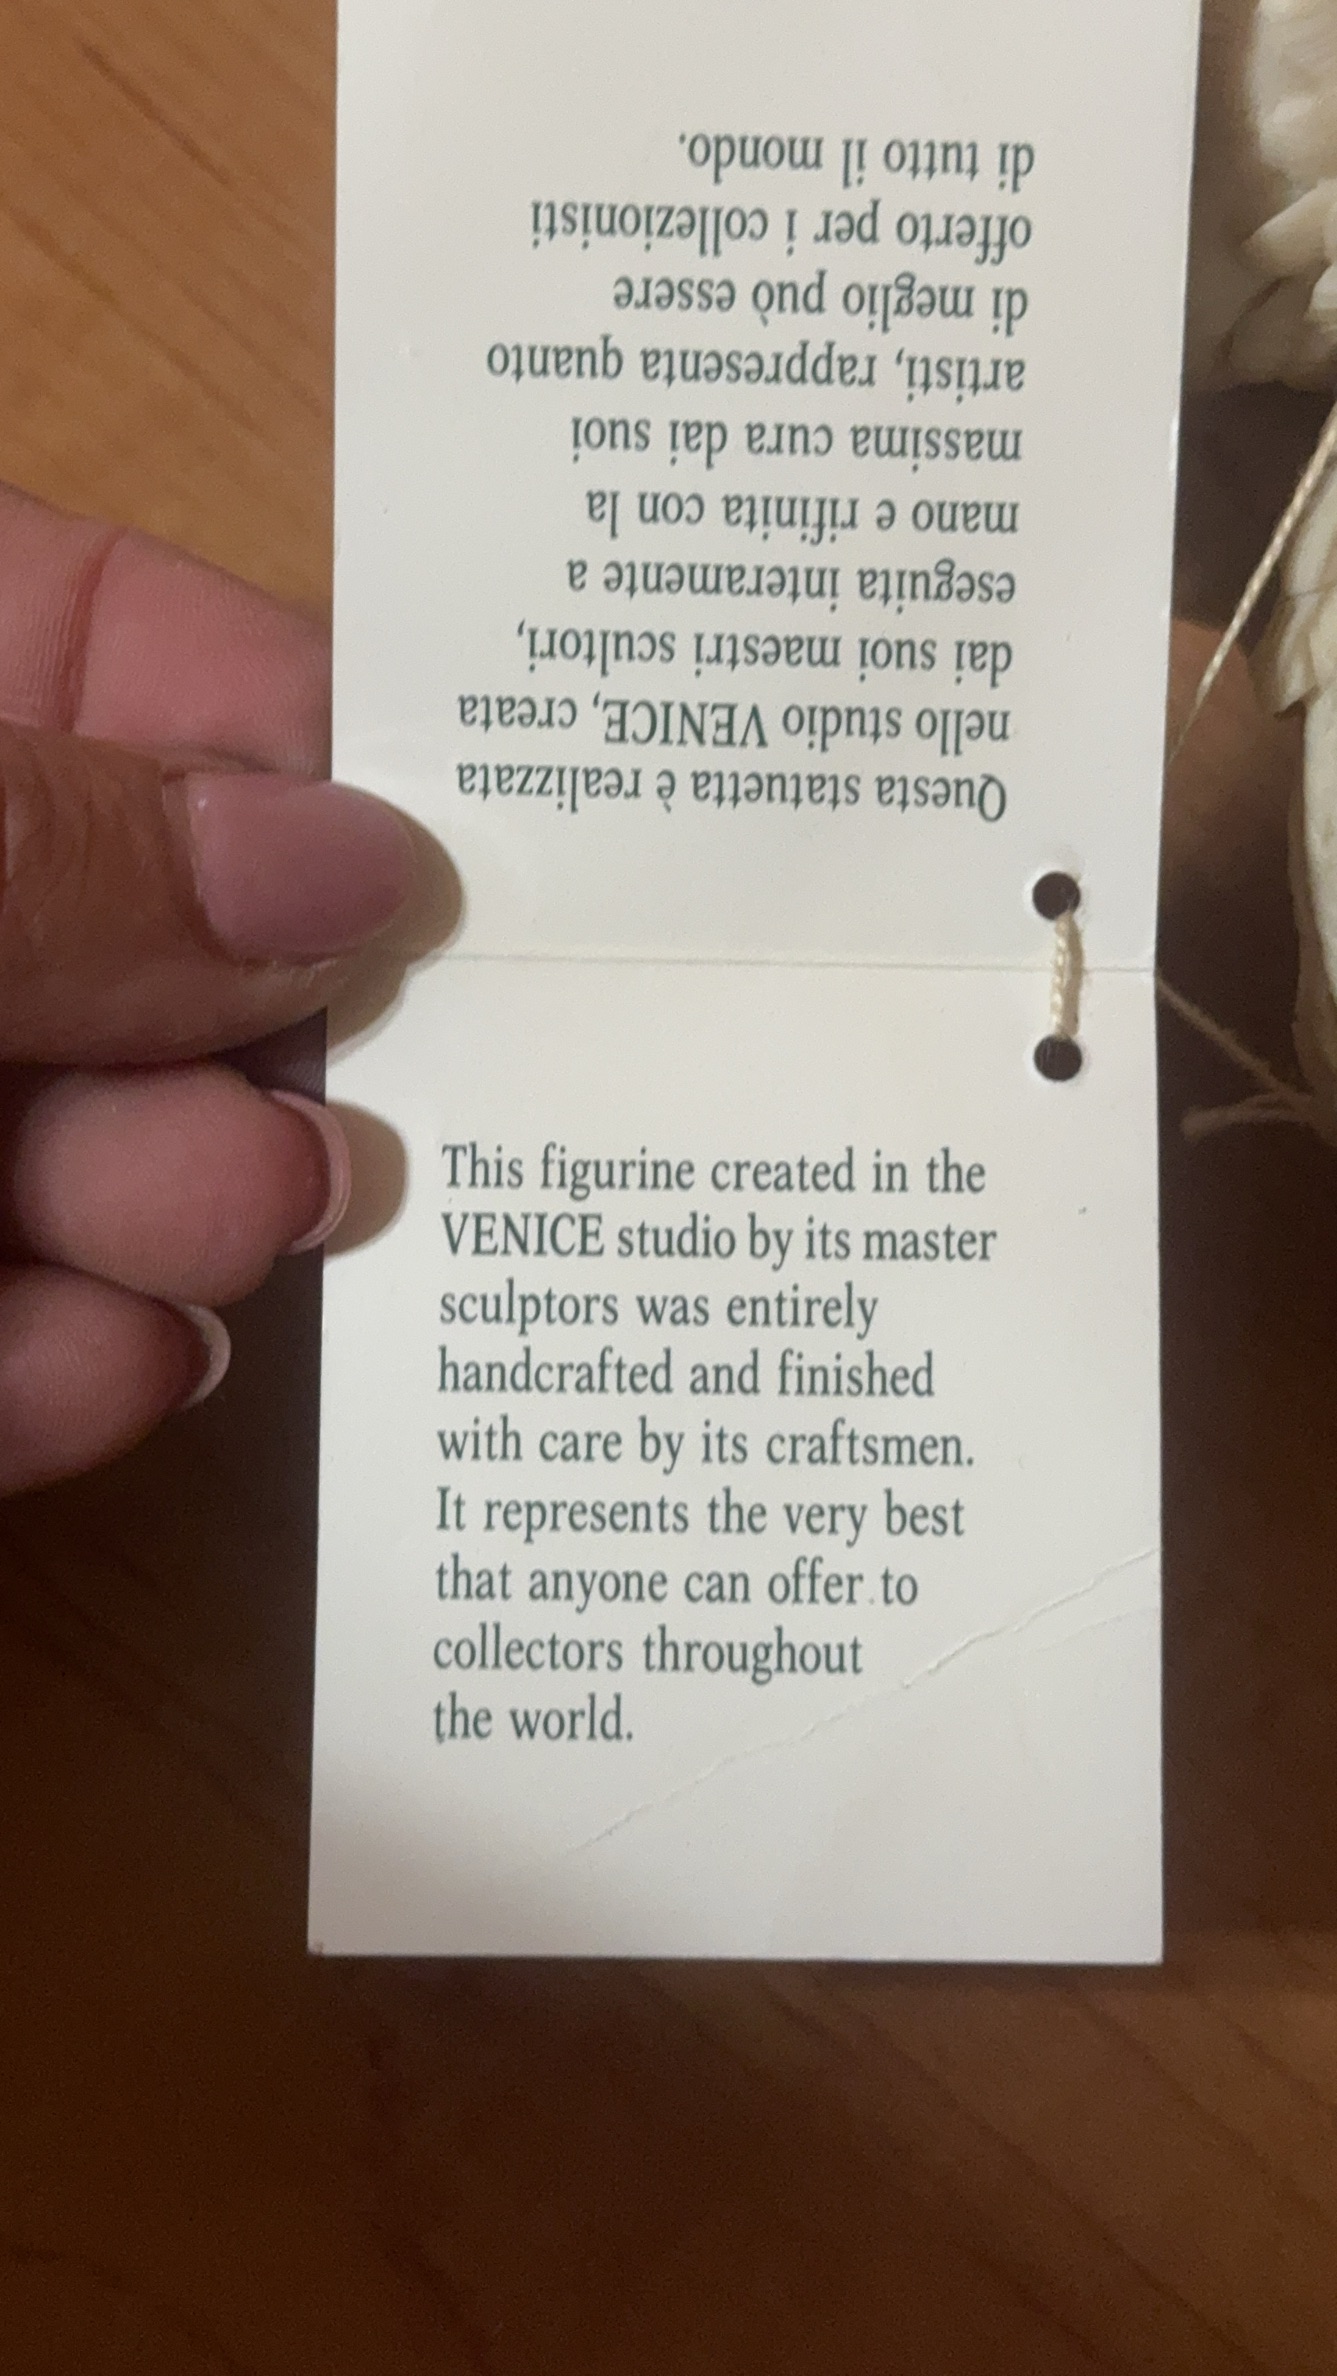 Questa statuetta è realizzata
nello studio VENICE, creata
dai suoi maestri scultori,
eseguita interamente a
mano e rifinita con la
massima cura dai suoi
artisti, rappresenta quanto
di meglio può essere
offerto per i collezionisti
di tutto il mondo.
This figurine created in the
VENICE studio by its master
sculptors was entirely
handcrafted and finished
with care by its craftsmen.
It represents the very best
that anyone can offer to
collectors throughout
the world.